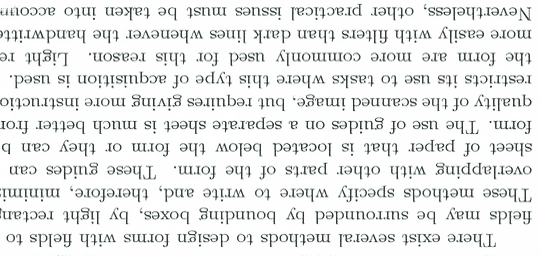 There exist several methods to design forms with fields to
fields may be surrounded by bounding boxes, by light rectang
These methods specify where to write and, therefore, minimi
overlapping with other parts of the form. These guides can
sheet of paper that is located below the form or they can b
form. The use of guides on a separate sheet is much better fro
quality of the scanned image, but requires giving more instructio
restricts its use to tasks where this type of acquisition is used.
the form are more commonly used for this reason. Light re
more easily with filters than dark lines whenever the handwritte
Nevertheless, other practical issues must be taken into accou